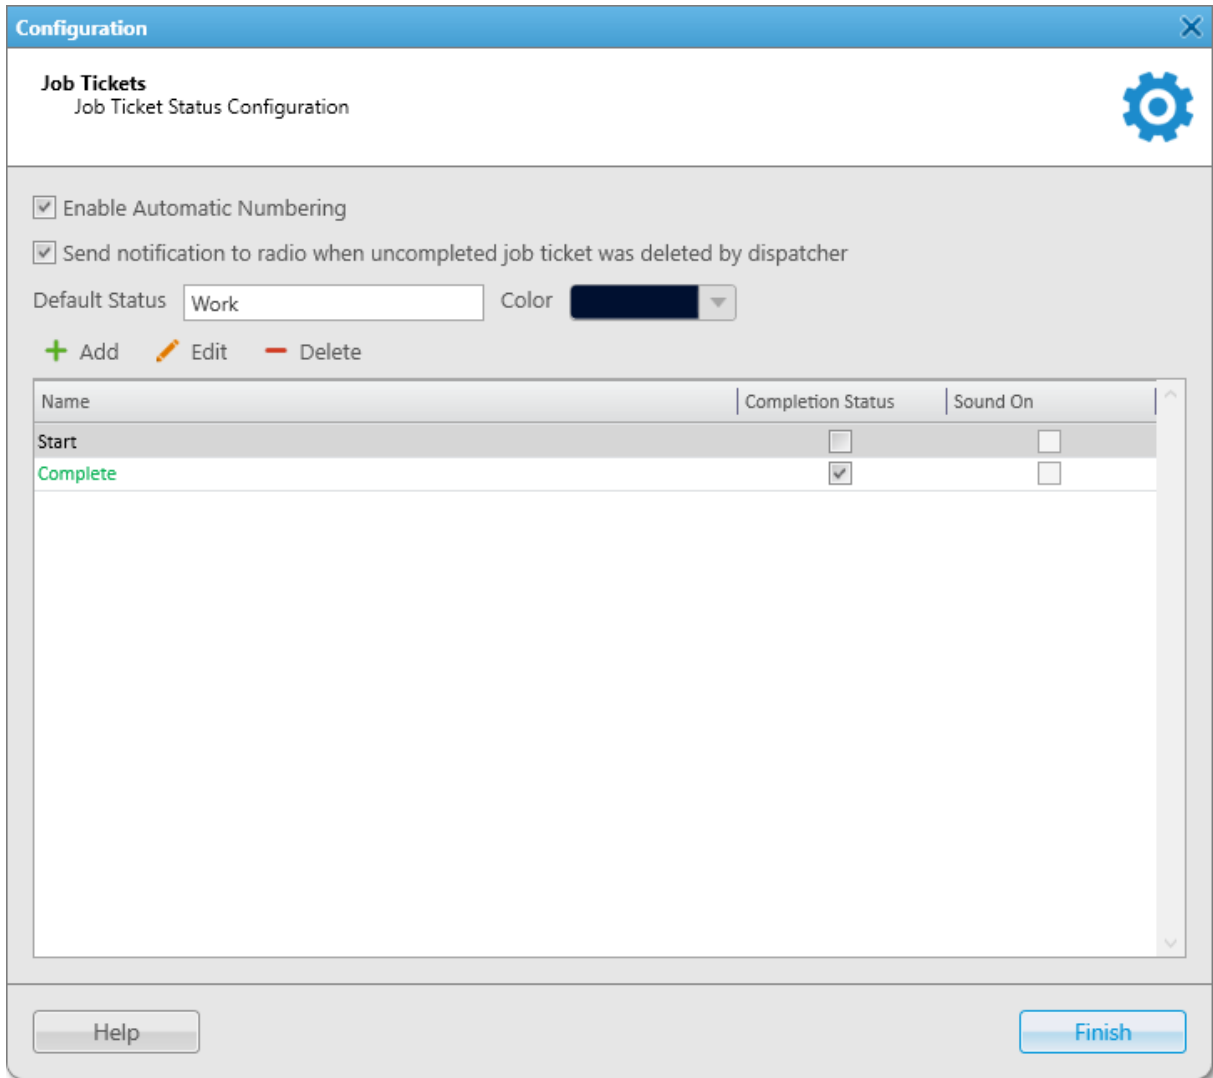 Configuration
Job Tickets
Job Ticket Status Configuration
Enable Automatic Numbering
Send notification to radio when uncompleted job ticket was deleted by dispatcher
Default Status Work Color
Add Edit Delete
Name Completion Status Sound On
Start
Complete
Help Finish